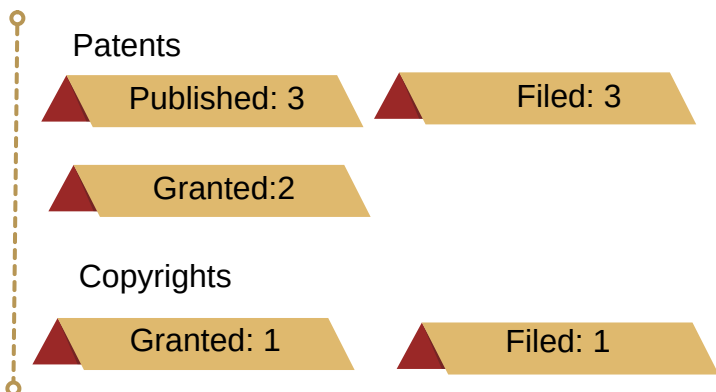 Patents
Published: 3
Filed: 3
Granted:2
Copyrights
Granted: 1
Filed: 1